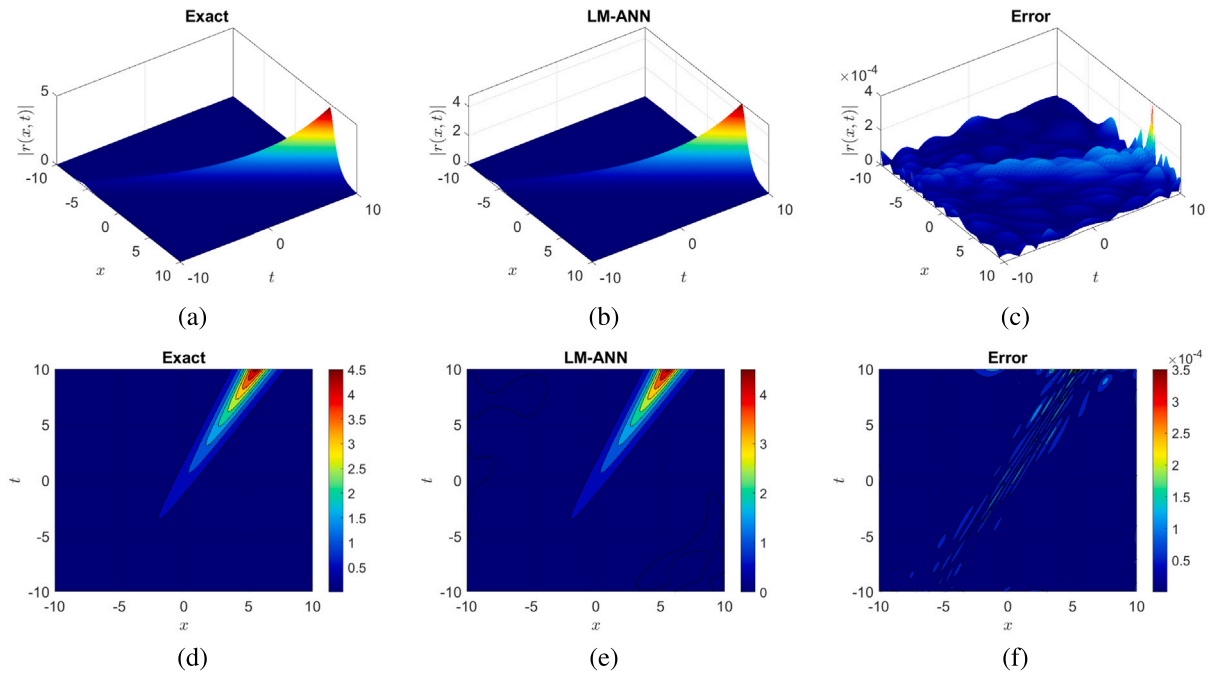 Exact
5
|r(x, t)|
0
-10
-5
0
5
10
x
-10
0
10
t
(a)
LM-ANN
4
2
0
|r(x, t)|
-10
-5
0
5
10
x
-10
0
10
t
(b)
Error
×10⁻⁴
4
2
0
|r(x, t)|
-10
-5
0
5
10
x
-10
0
10
t
(c)
Exact
10
5
0
-5
-10
t
-10 -5 0 5 10
x
4.5
4
3.5
3
2.5
2
1.5
1
0.5
(d)
LM-ANN
10
5
0
-5
-10
t
-10 -5 0 5 10
x
4
3
2
1
0
(e)
Error
×10⁻⁴
10
5
0
-5
-10
t
-10 -5 0 5 10
x
3.5
3
2.5
2
1.5
1
0.5
(f)